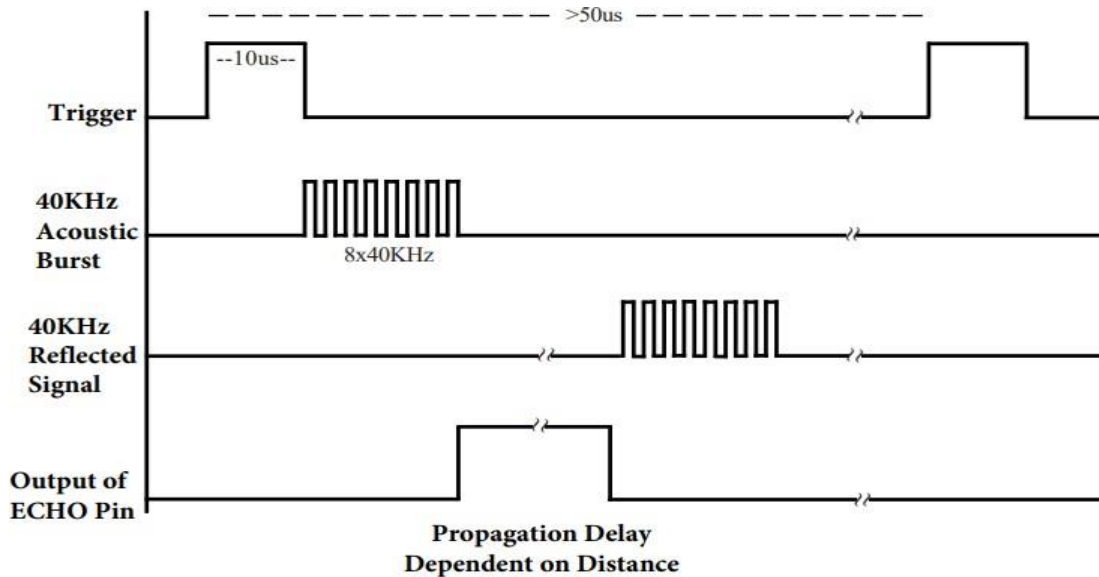 >50us
--10us--
Trigger
40KHz
Acoustic
Burst
8x40KHz
40KHz
Reflected
Signal
Output of
ECHO Pin
Propagation Delay
Dependent on Distance